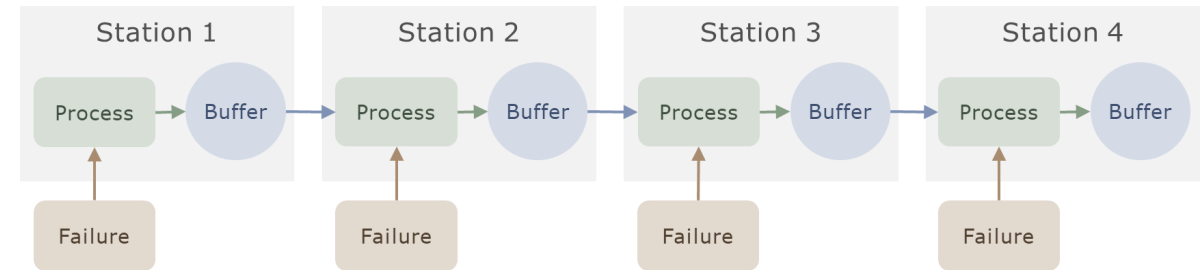 Station 1
Station 2
Station 3
Station 4
Process
Buffer
Process
Buffer
Process
Buffer
Process
Buffer
Failure
Failure
Failure
Failure